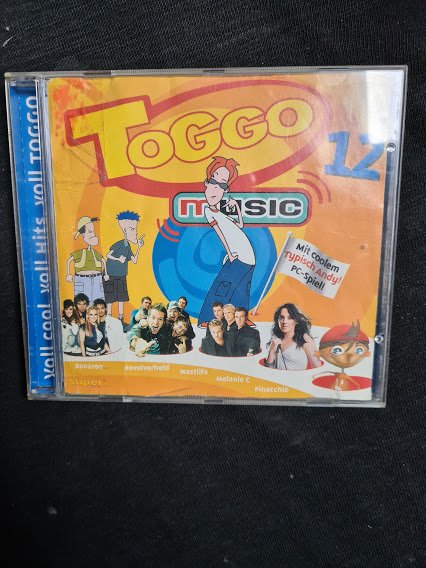 voll cool voll Hits voll TOGGO
TOGGO
12
music
Mit coolem
Typisch Andy!
PC-Spiel!
Banaroo
Revolverheld
Westlife
Melanie C
Pinocchio
super